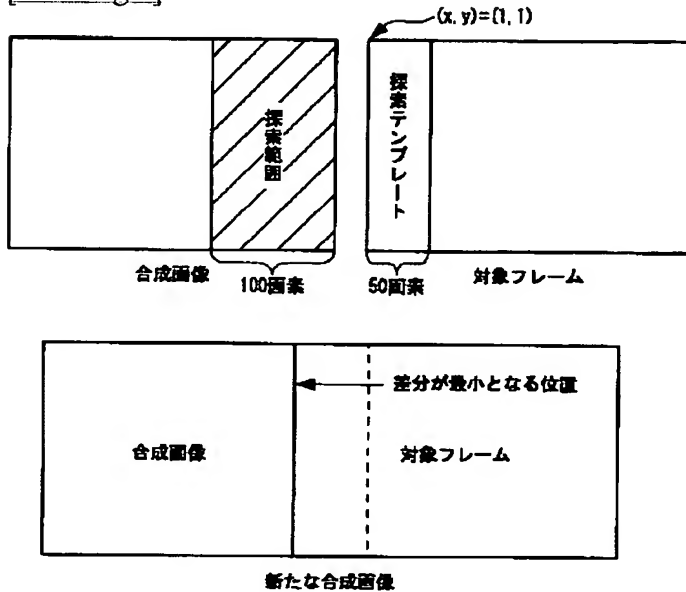 (x, y)=(1, 1)
探索範囲
探索テンプレート
合成画像
100画素
50画素
対象フレーム
差分が最小となる位置
合成画像
対象フレーム
新たな合成画像